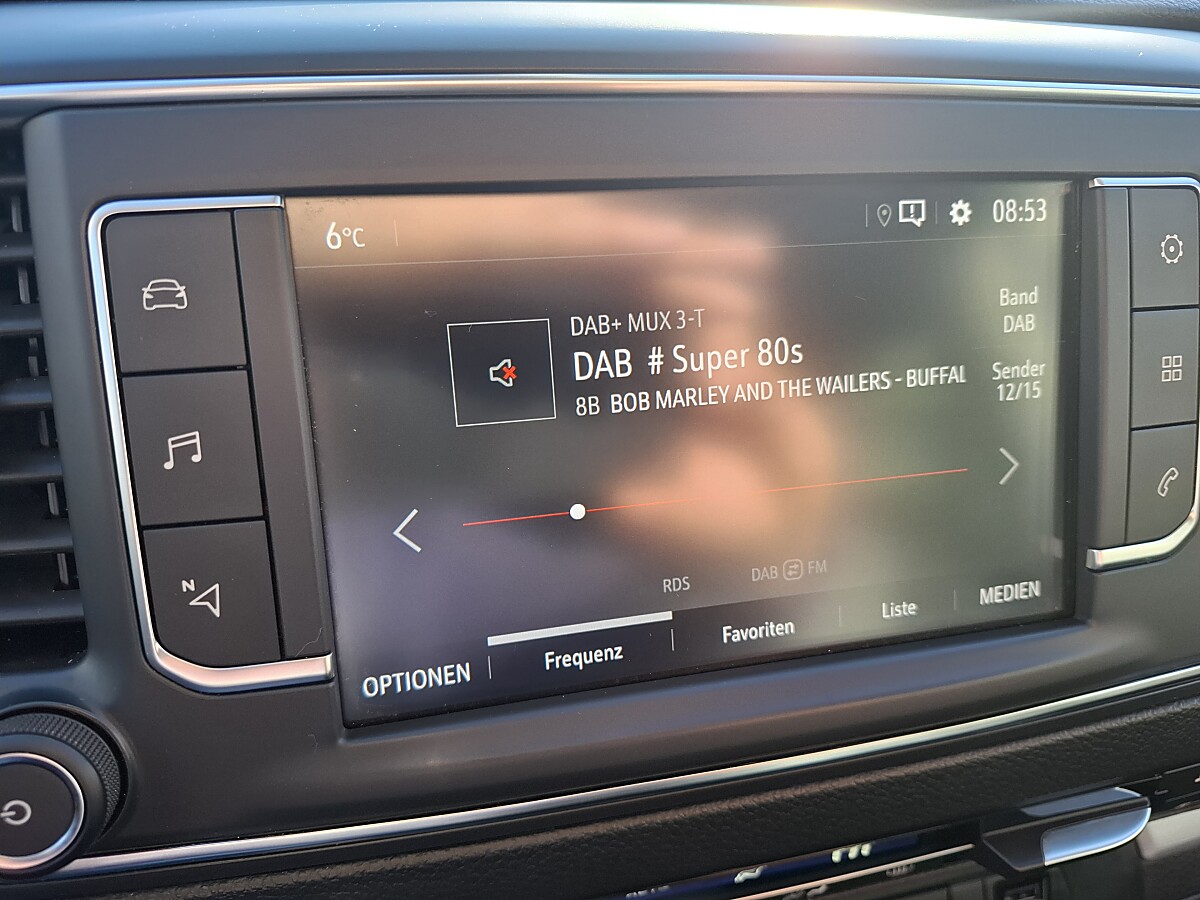 6°C
08:53
DAB+ MUX 3-T
DAB # Super 80s
8B BOB MARLEY AND THE WAILERS - BUFFAL
Band
DAB
Sender
12/15
RDS
DAB FM
OPTIONEN
Frequenz
Favoriten
Liste
MEDIEN
N